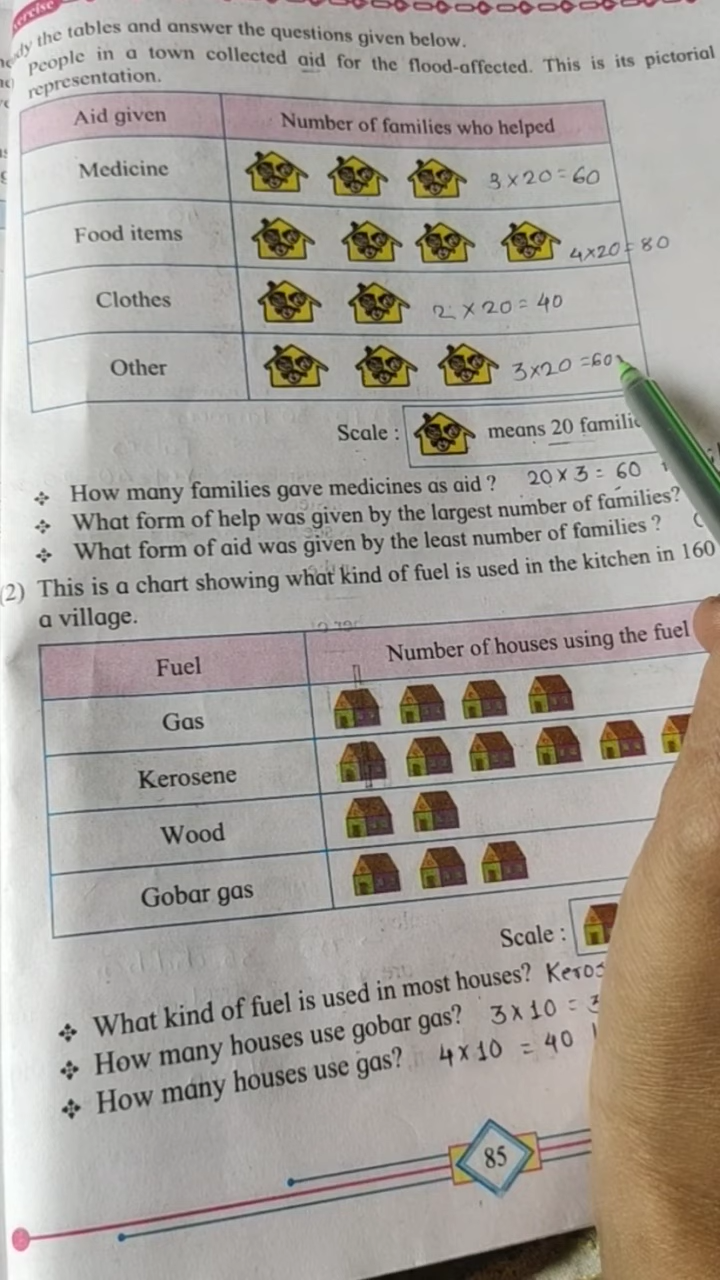 the tables and answer the questions given below.
People in a town collected aid for the flood-affected. This is its pictorial
representation.
Aid given Number of families who helped
Medicine 3 × 20 = 60
Food items 4×20 = 80
Clothes 2 × 20 = 40
Other 3×20 = 60
Scale : means 20
How many families gave medicines as aid ? 20 × 3 = 60
What form of help was given by the largest number of families?
What form of aid was given by the least number of families ?
(2) This is a chart showing what kind of fuel is used in the kitchen in 160
a village.
Fuel Number of houses using the fuel
Gas
Kerosene
Wood
Gobar gas
Scale :
What kind of fuel is used in most houses?
How many houses use gobar gas? 3 × 10 =
How many houses use gas? 4 × 10 = 40
85